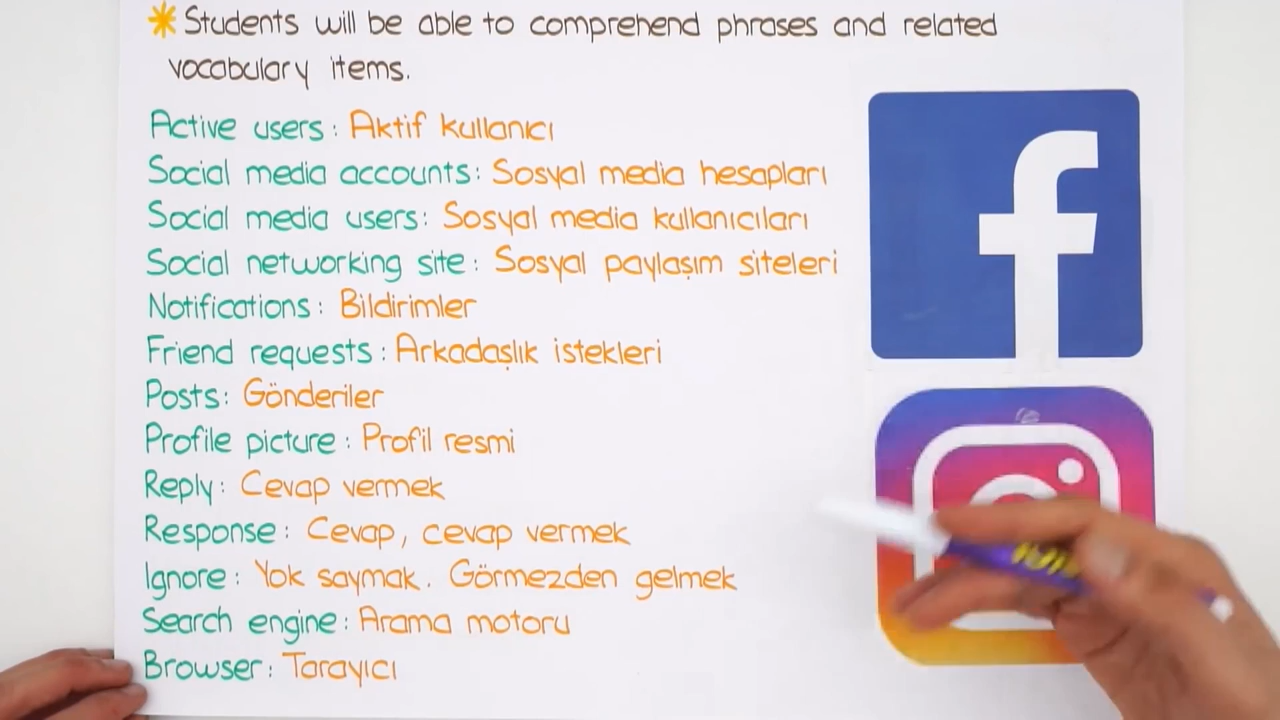 Students will be able to comprehend phrases and related
vocabulary items.
Active users : Aktif kullanıcı
Social media accounts : Sosyal media hesapları
Social media users : Sosyal media kullanıcıları
Social networking site : Sosyal paylaşım siteleri
Notifications : Bildirimler
Friend requests : Arkadaşlık istekleri
Posts : Gönderiler
Profile picture : Profil resmi
Reply : Cevap vermek
Response : Cevap, cevap vermek
Ignore : Yok saymak. Görmezden gelmek
Search engine : Arama motoru
Browser : Tarayıcı
f